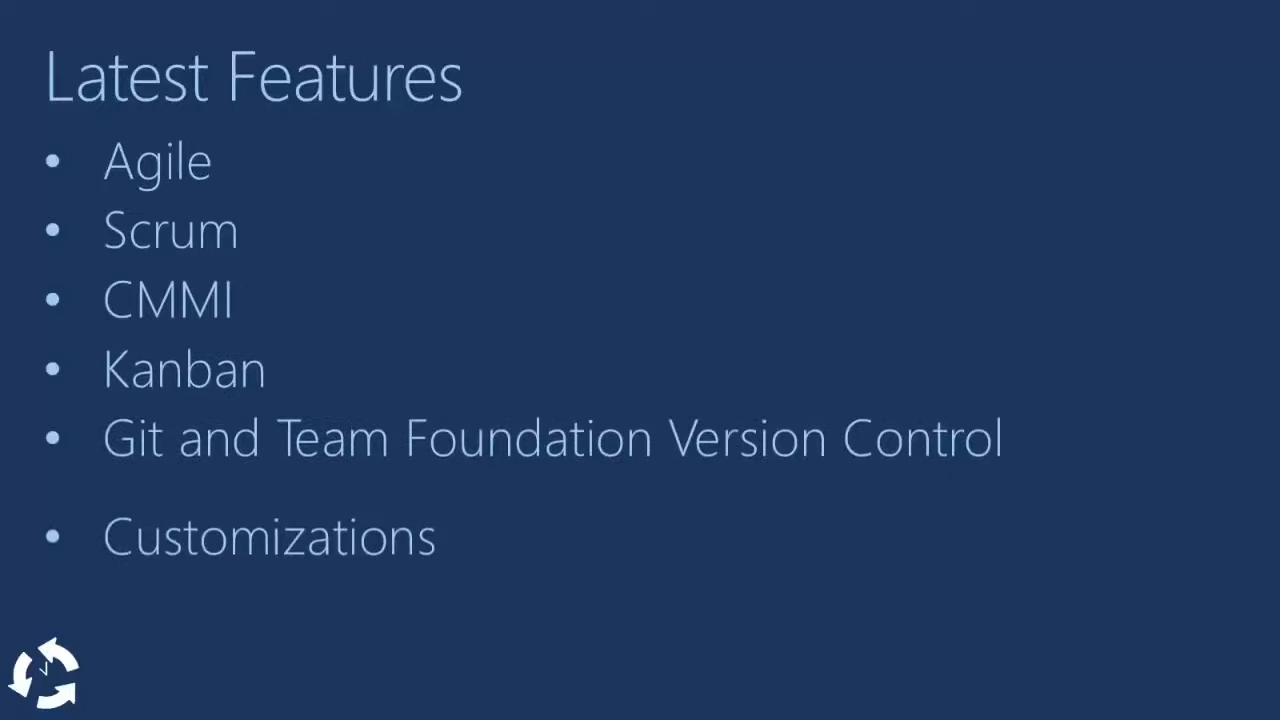 Latest Features
• Agile
• Scrum
• CMMI
• Kanban
• Git and Team Foundation Version Control
• Customizations